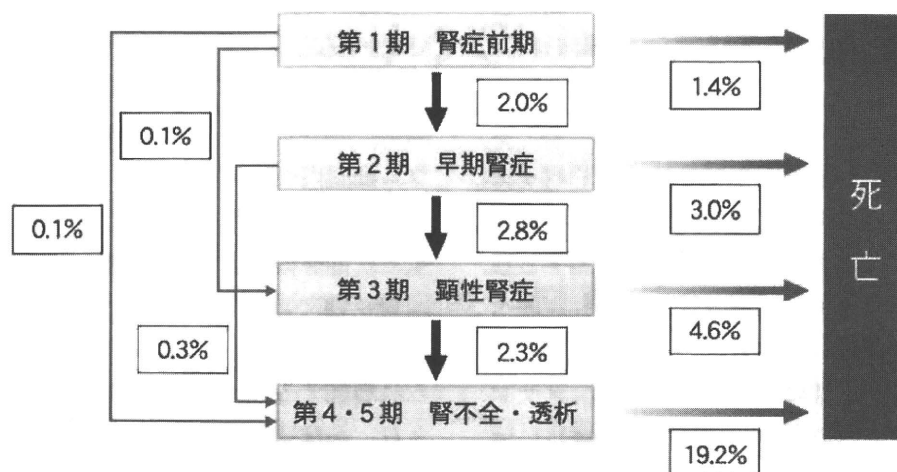 第1期 腎症前期
1.4%
2.0%
0.1%
第2期 早期腎症
3.0%
0.1%
2.8%
第3期 顕性腎症
4.6%
0.3%
2.3%
第4・5期 腎不全・透析
19.2%
死亡